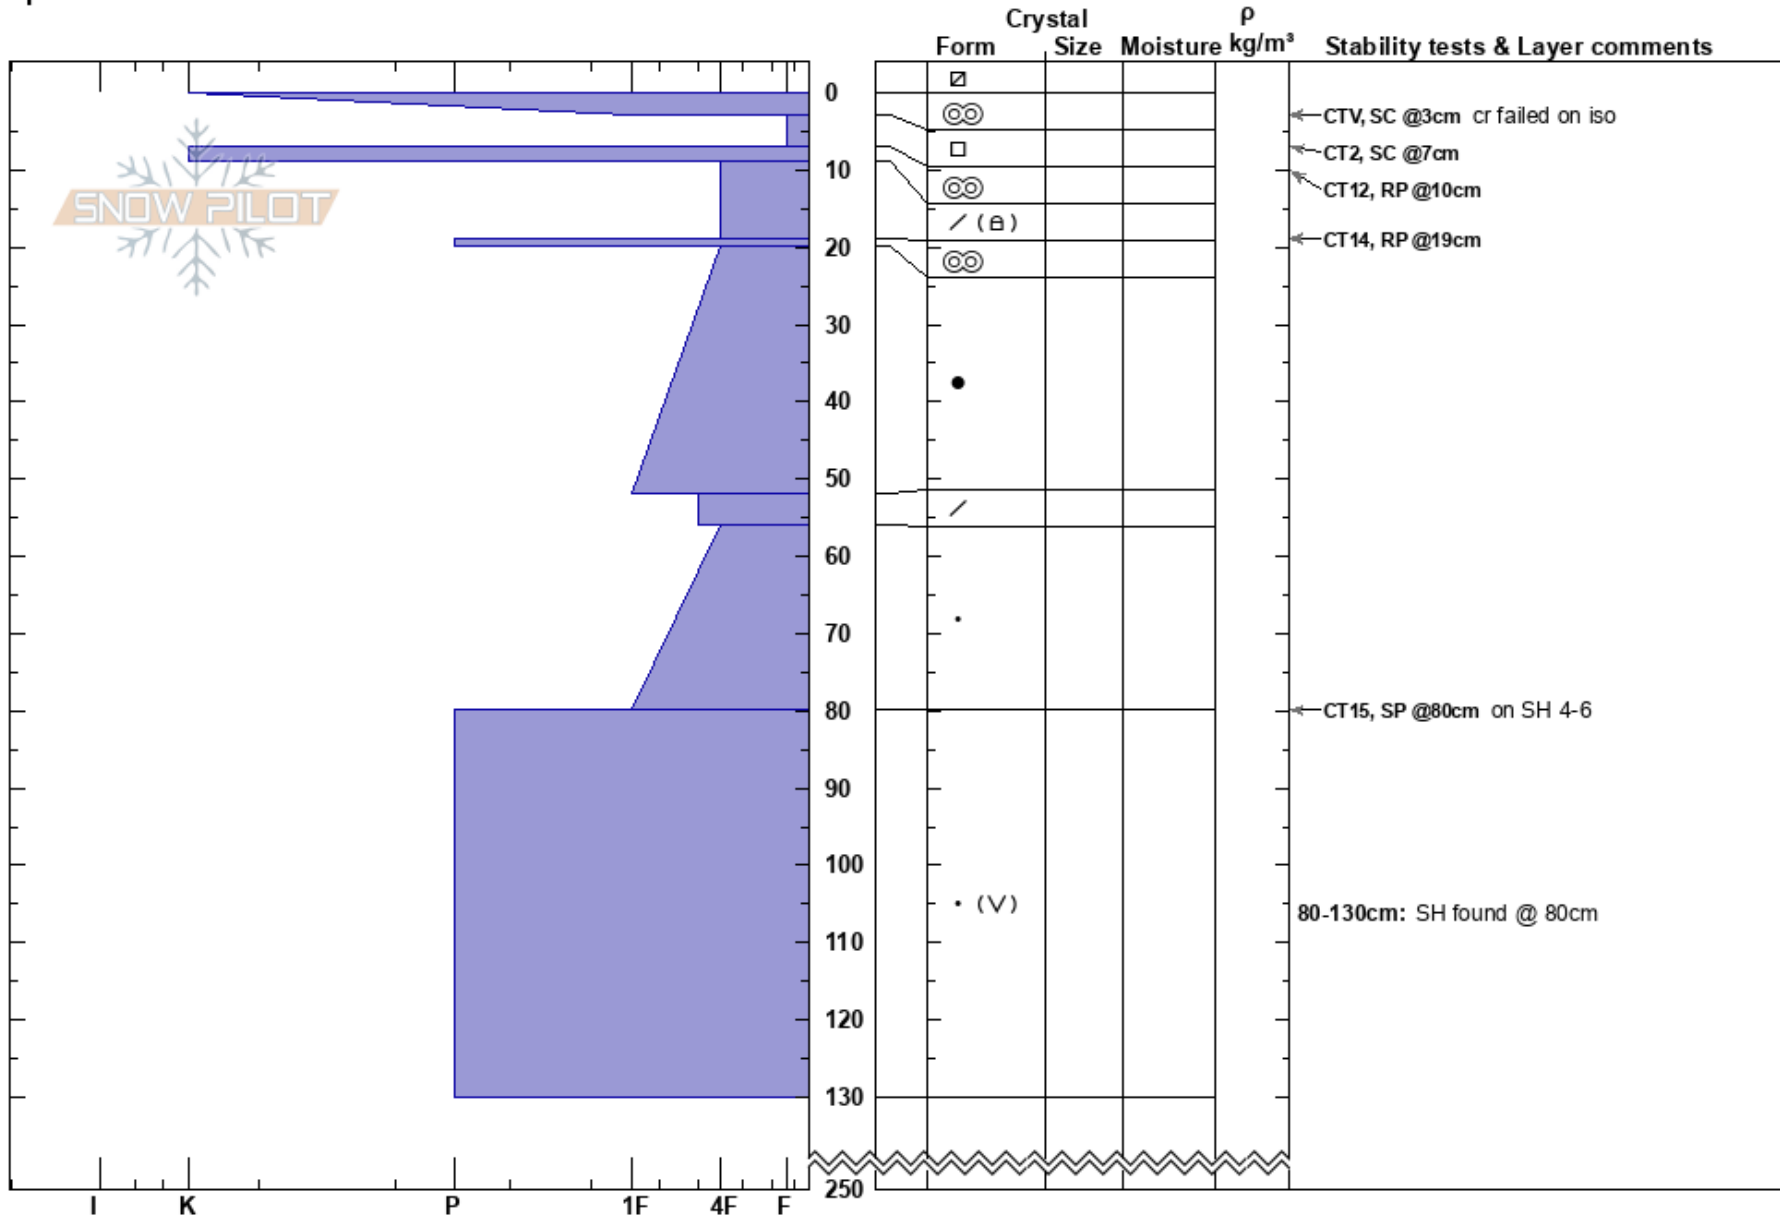 Crystal ρ
Form Size Moisture kg/m³ Stability tests & Layer comments
0
CTV, SC @3cm cr failed on iso
CT2, SC @7cm
10
CT12, RP @10cm
SNOW PILOT
CT14, RP @19cm
20
30
40
50
60
70
80
CT15, SP @80cm on SH 4-6
90
100
80-130cm: SH found @ 80cm
110
120
130
250
I K P 1F 4F F